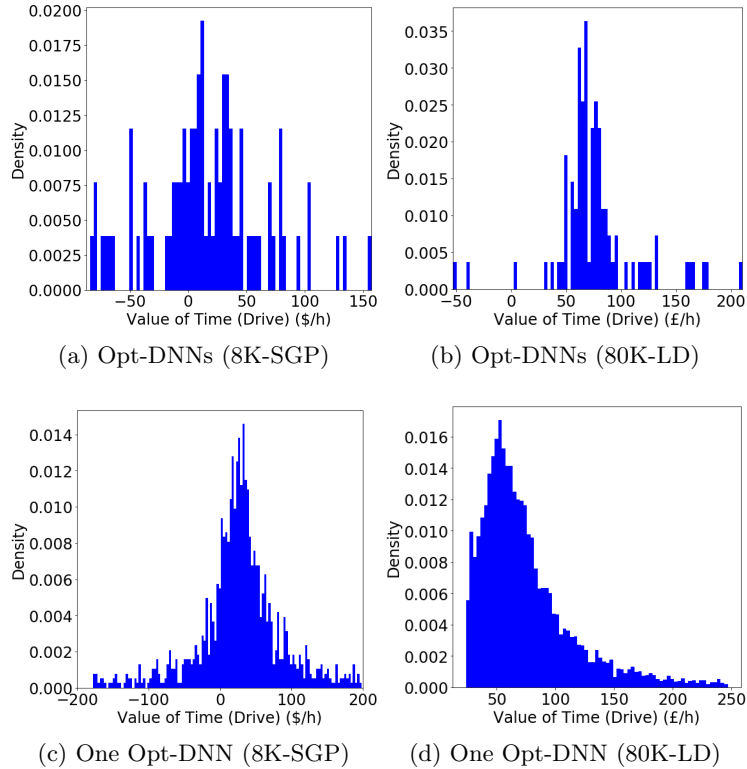 0.0200
0.0175
0.0150
0.0125
0.0100
0.0075
0.0050
0.0025
0.0000
Density
−50 0 50 100 150
Value of Time (Drive) ($/h)
(a) Opt-DNNs (8K-SGP)
0.035
0.030
0.025
0.020
0.015
0.010
0.005
0.000
Density
−50 0 50 100 150 200
Value of Time (Drive) (£/h)
(b) Opt-DNNs (80K-LD)
0.014
0.012
0.010
0.008
0.006
0.004
0.002
0.000
Density
−200 −100 0 100 200
Value of Time (Drive) ($/h)
(c) One Opt-DNN (8K-SGP)
0.016
0.014
0.012
0.010
0.008
0.006
0.004
0.002
0.000
Density
50 100 150 200 250
Value of Time (Drive) (£/h)
(d) One Opt-DNN (80K-LD)